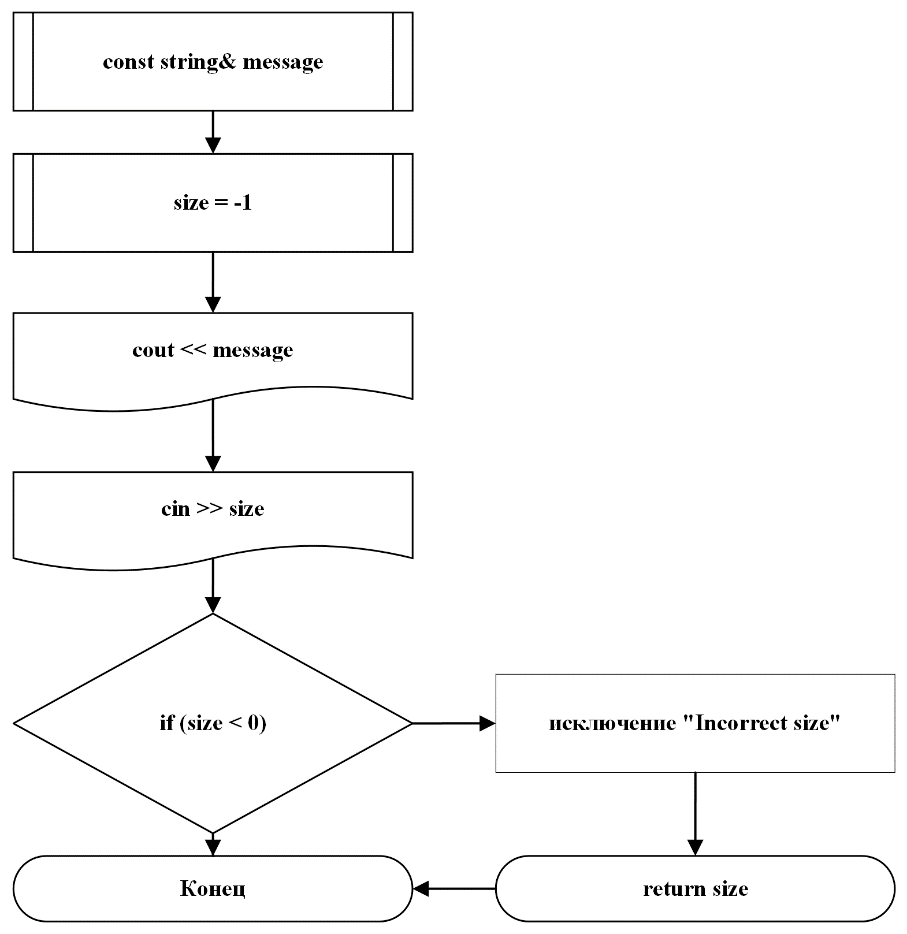 const string& message
size = -1
cout << message
cin >> size
if (size < 0)
исключение "Incorrect size"
Конец
return size